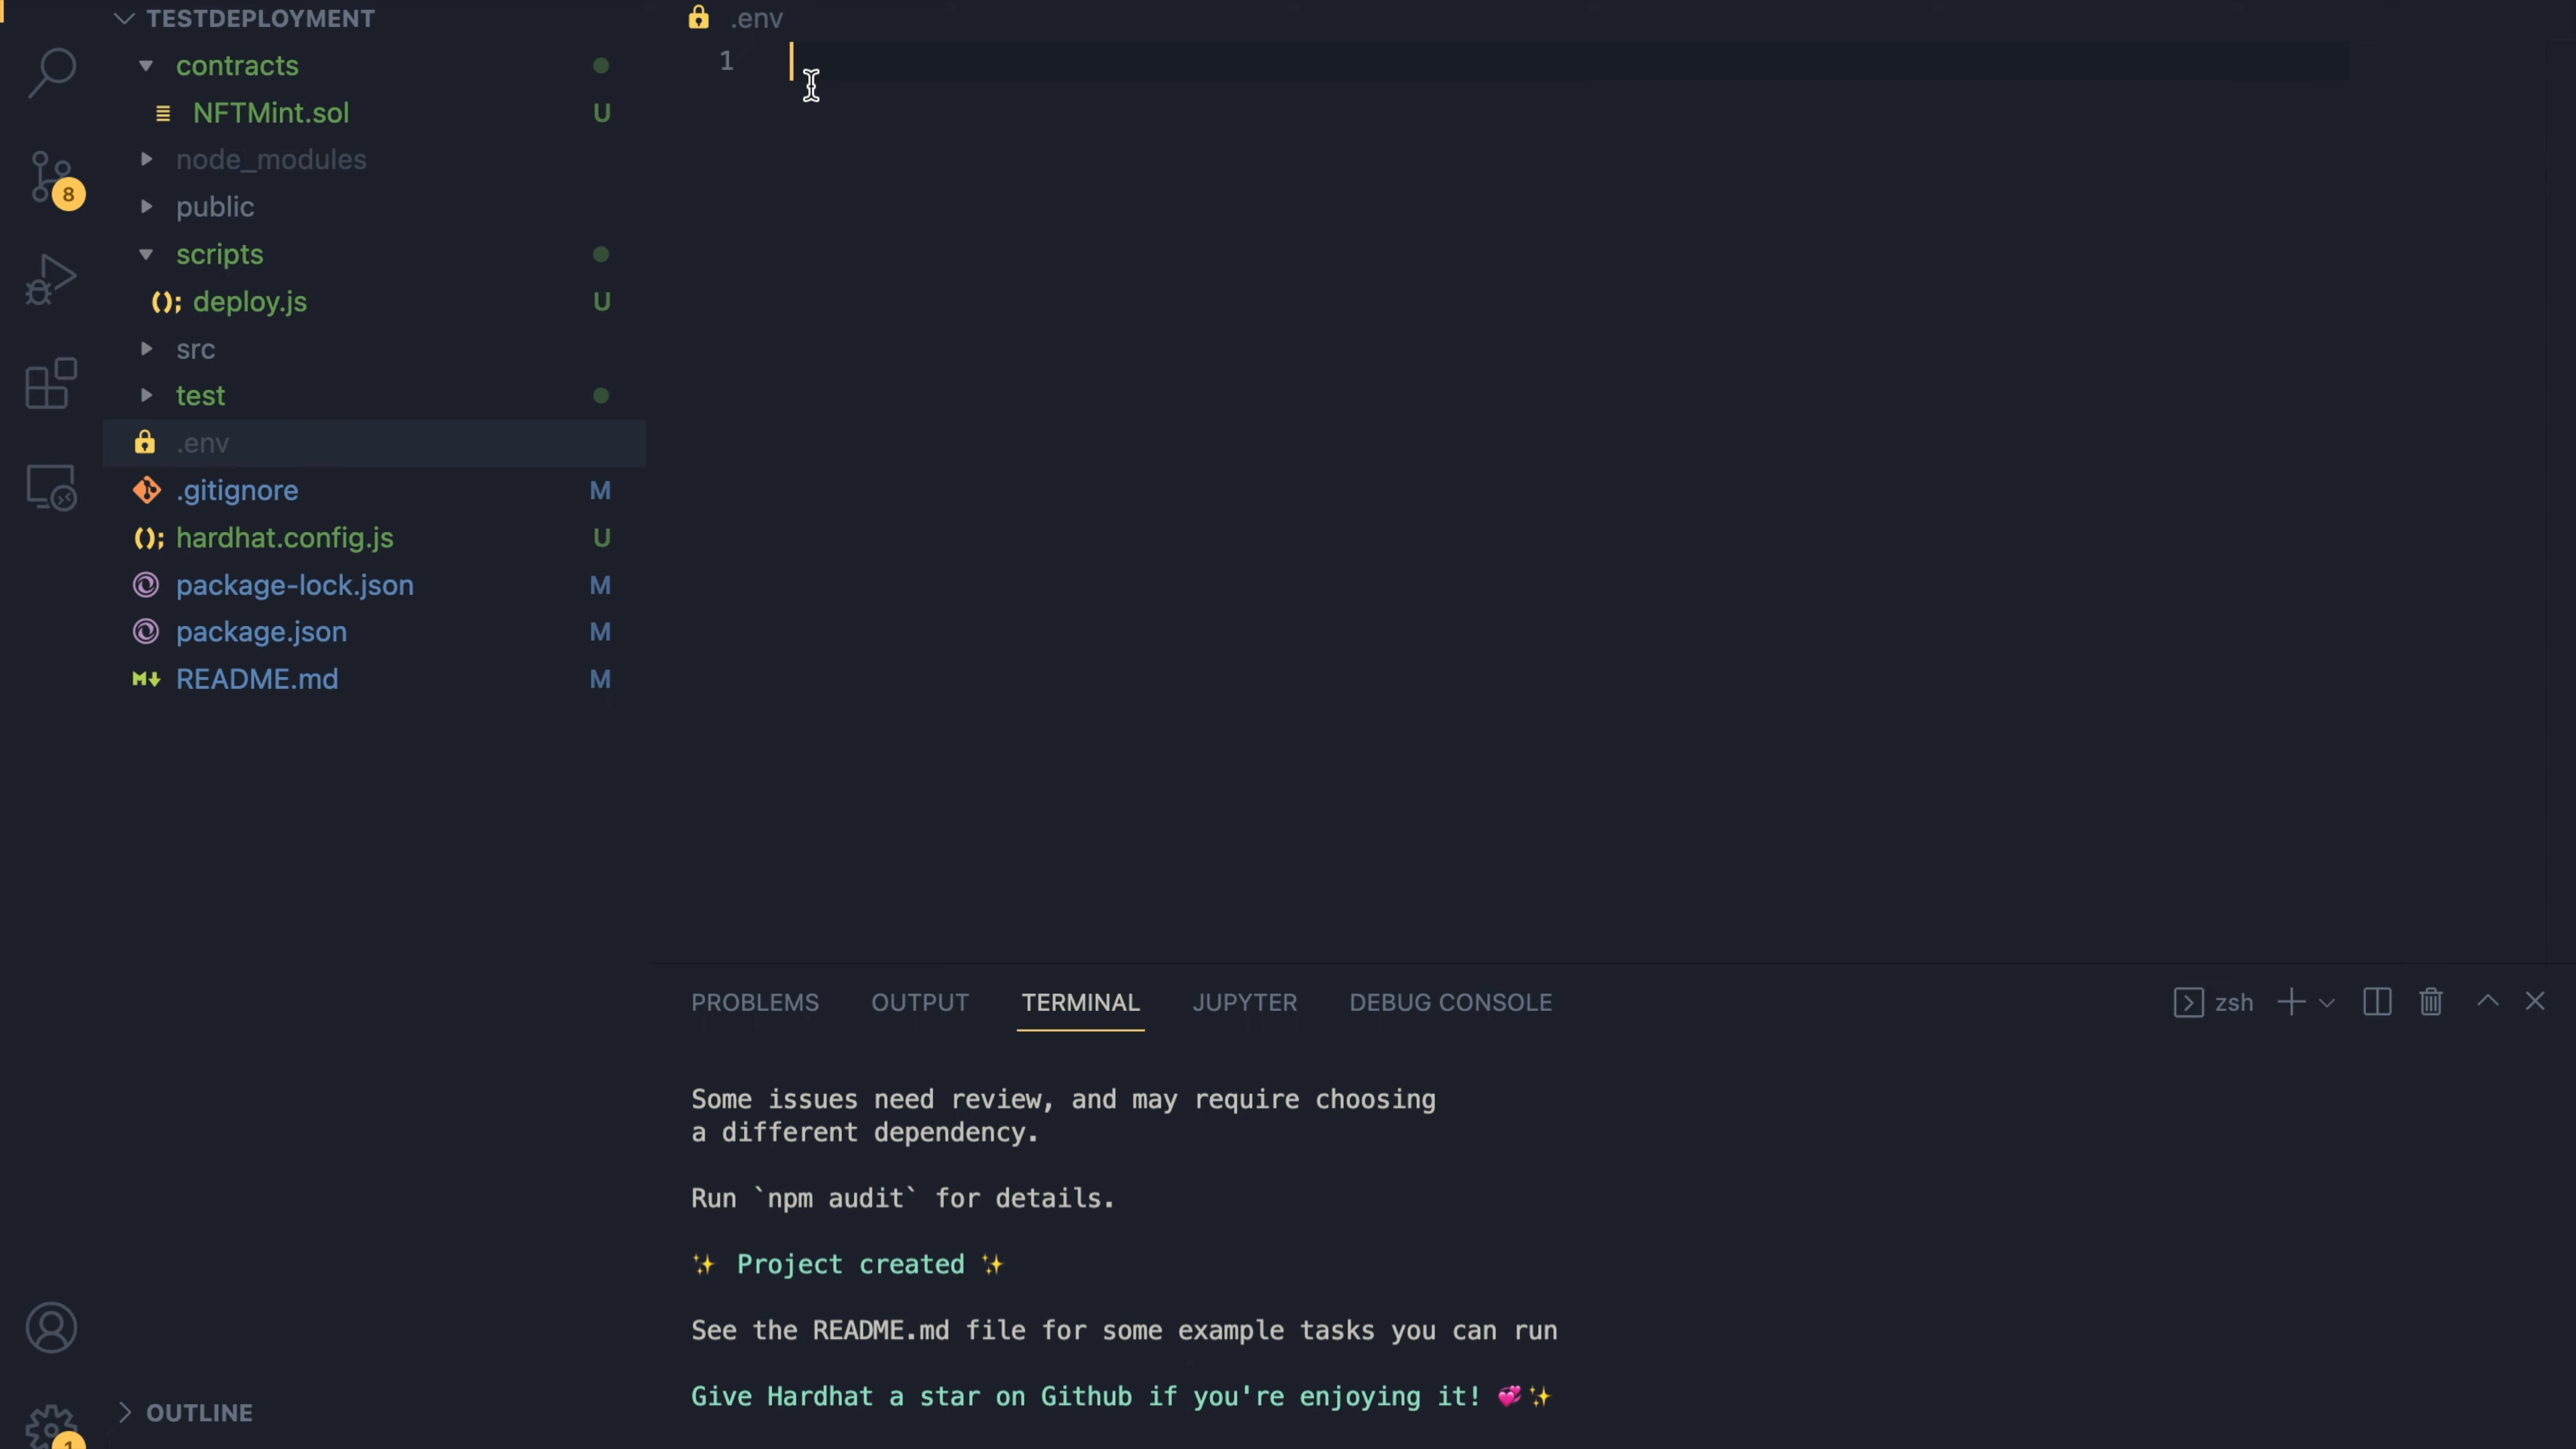 TESTDEPLOYMENT
contracts
NFTMint.sol U
node_modules
public
scripts
deploy.js U
src
test
.env
.gitignore M
hardhat.config.js U
package-lock.json M
package.json M
README.md M
OUTLINE
8
1
.env
1
PROBLEMS OUTPUT TERMINAL JUPYTER DEBUG CONSOLE zsh
Some issues need review, and may require choosing
a different dependency.
Run `npm audit` for details.
✨ Project created ✨
See the README.md file for some example tasks you can run
Give Hardhat a star on Github if you're enjoying it! 💞✨